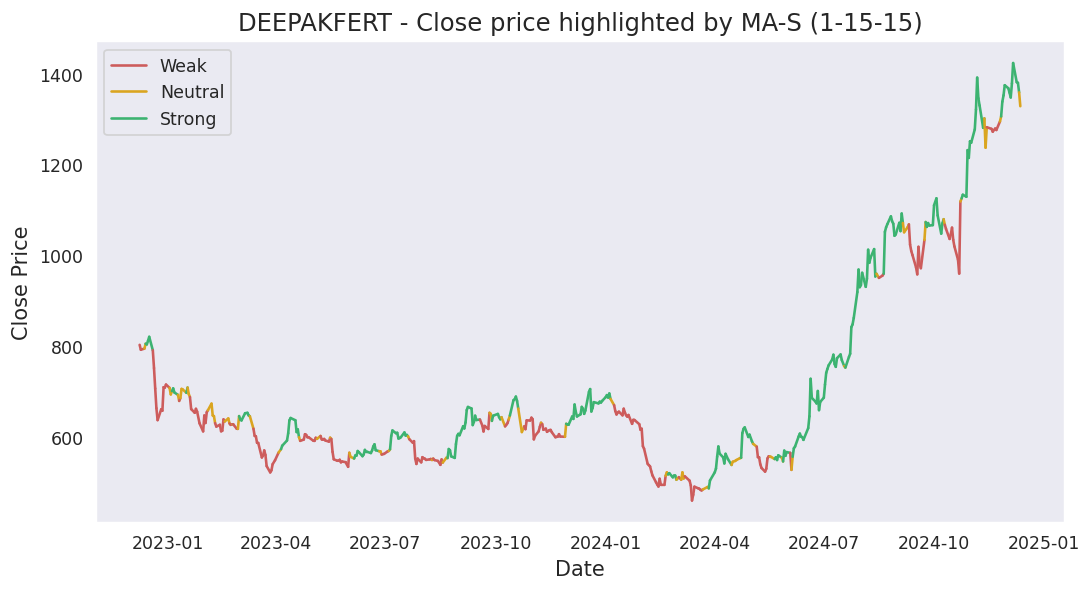 DEEPAKFERT - Close price highlighted by MA-S (1-15-15)
Weak
Neutral
Strong
1400
1200
1000
800
600
Close Price
2023-01 2023-04 2023-07 2023-10 2024-01 2024-04 2024-07 2024-10 2025-01
Date